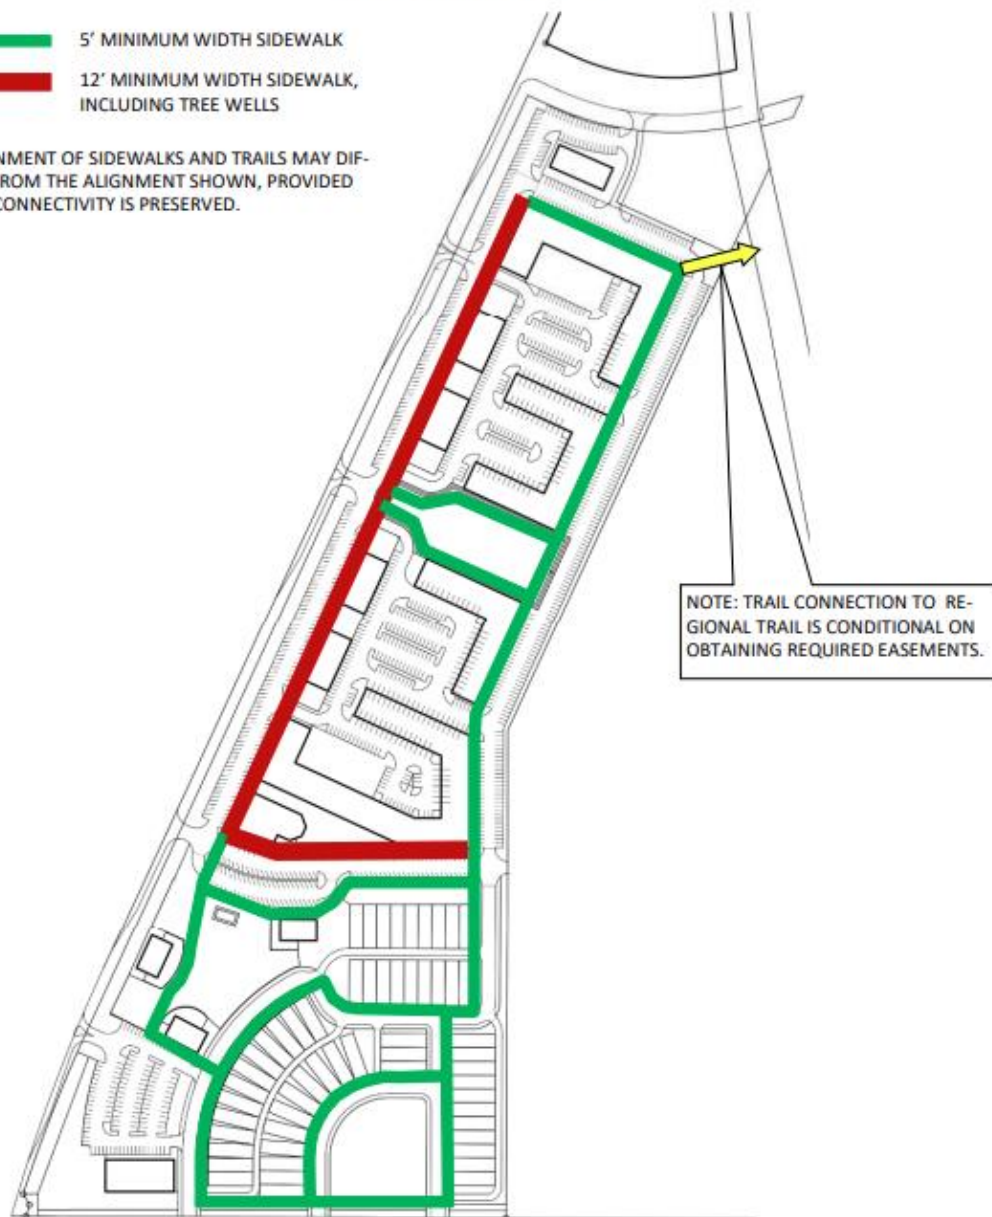 5' MINIMUM WIDTH SIDEWALK
12' MINIMUM WIDTH SIDEWALK,
INCLUDING TREE WELLS
NMENT OF SIDEWALKS AND TRAILS MAY DIF-
ROM THE ALIGNMENT SHOWN, PROVIDED
CONNECTIVITY IS PRESERVED.
NOTE: TRAIL CONNECTION TO RE-
GIONAL TRAIL IS CONDITIONAL ON
OBTAINING REQUIRED EASEMENTS.